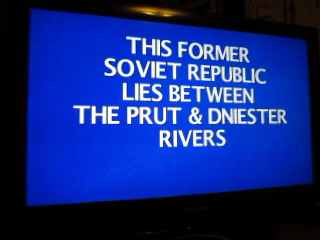 THIS FORMER
SOVIET REPUBLIC
LIES BETWEEN
THE PRUT & DNIESTER
RIVERS